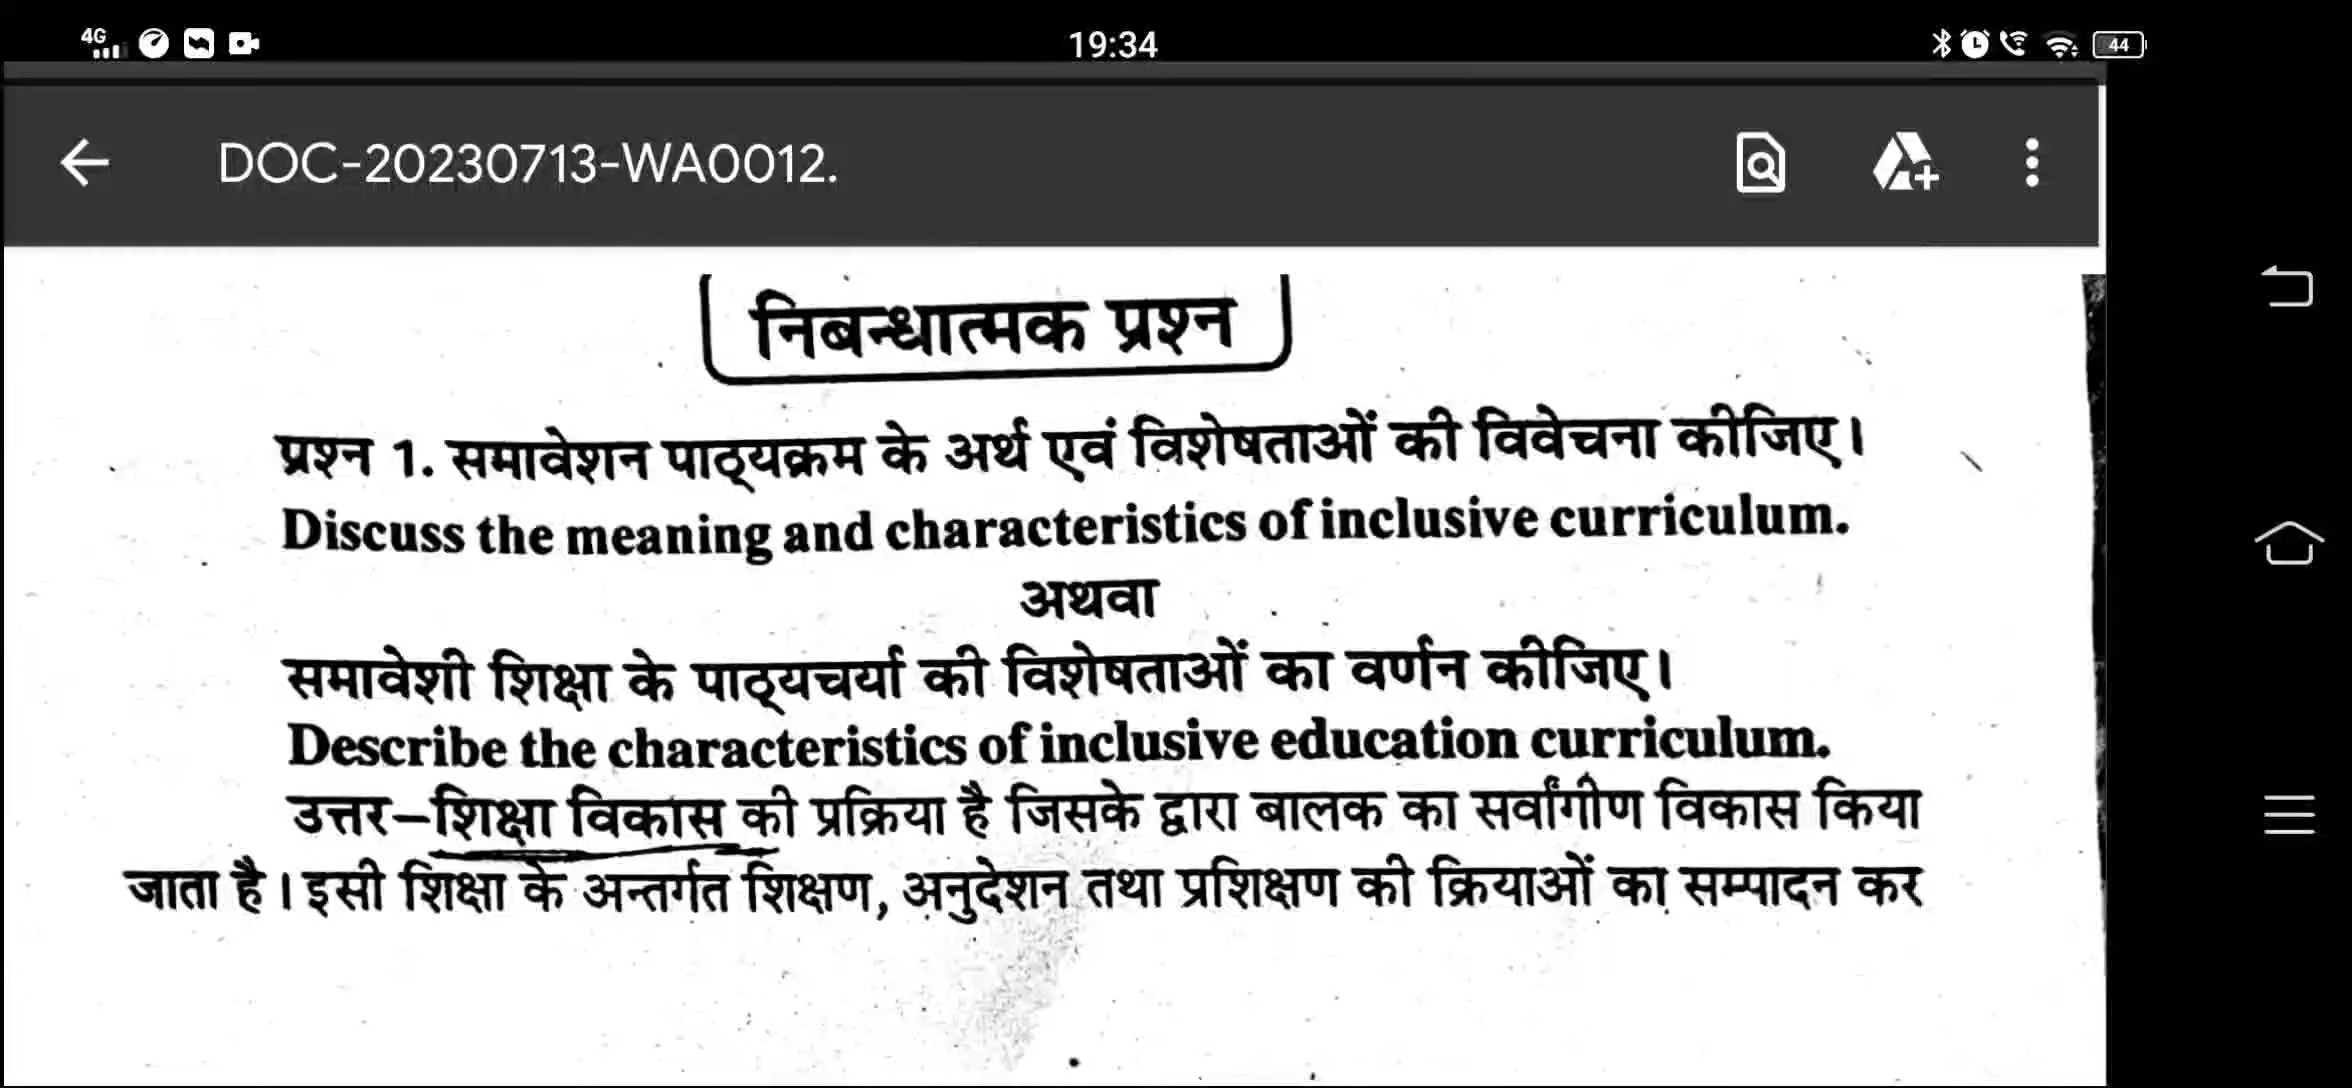 4G 19:34 44
DOC-20230713-WA0012.
निबन्धात्मक प्रश्न
प्रश्न 1. समावेशन पाठ्यक्रम के अर्थ एवं विशेषताओं की विवेचना कीजिए।
Discuss the meaning and characteristics of inclusive curriculum.
अथवा
समावेशी शिक्षा के पाठ्यचर्या की विशेषताओं का वर्णन कीजिए।
Describe the characteristics of inclusive education curriculum.
उत्तर–शिक्षा विकास की प्रक्रिया है जिसके द्वारा बालक का सर्वांगीण विकास किया
जाता है। इसी शिक्षा के अन्तर्गत शिक्षण, अनुदेशन तथा प्रशिक्षण की क्रियाओं का सम्पादन कर